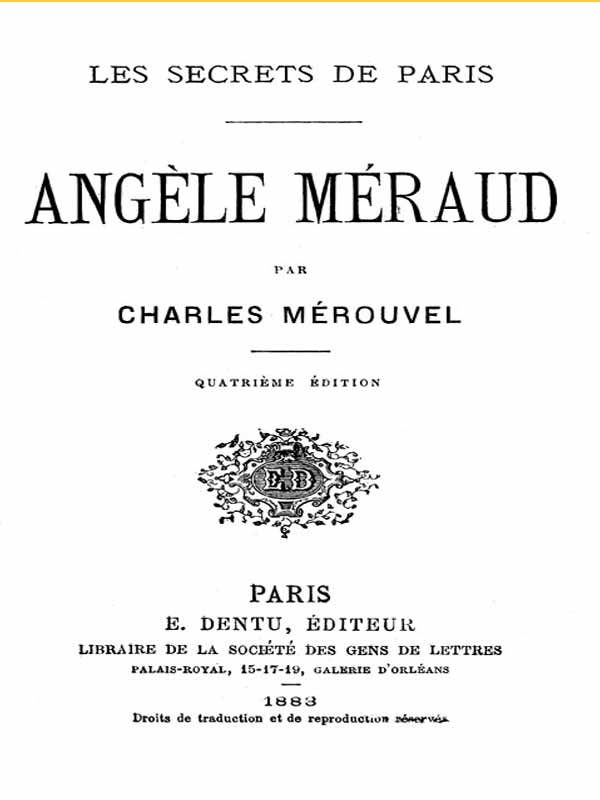 LES SECRETS DE PARIS
ANGÈLE MÉRAUD
PAR
CHARLES MÉROUVEL
QUATRIÈME ÉDITION
ED
PARIS
E. DENTU, ÉDITEUR
LIBRAIRE DE LA SOCIÉTÉ DES GENS DE LETTRES
PALAIS-ROYAL, 15-17-19, GALERIE D'ORLÉANS
1883
Droits de traduction et de reproduction réservés.